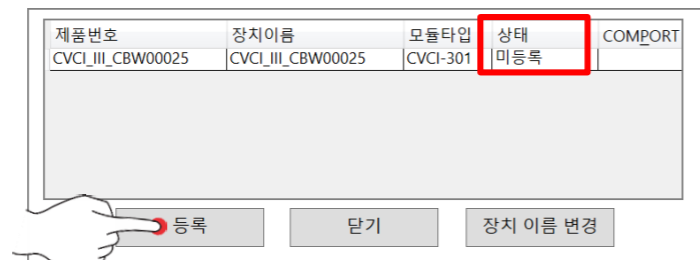 제품번호 장치이름 모듈타입 상태 COMPORT
CVCI_III_CBW00025 CVCI_III_CBW00025 CVCI-301 미등록
등록 닫기 장치 이름 변경